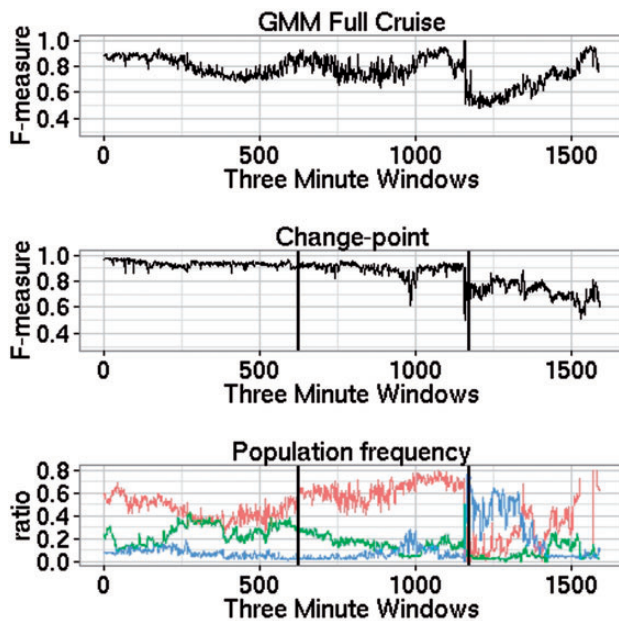 GMM Full Cruise
F-measure
1.0
0.8
0.6
0.4
0 500 1000 1500
Three Minute Windows
Change-point
F-measure
1.0
0.8
0.6
0.4
0 500 1000 1500
Three Minute Windows
Population frequency
ratio
0.8
0.6
0.4
0.2
0.0
0 500 1000 1500
Three Minute Windows